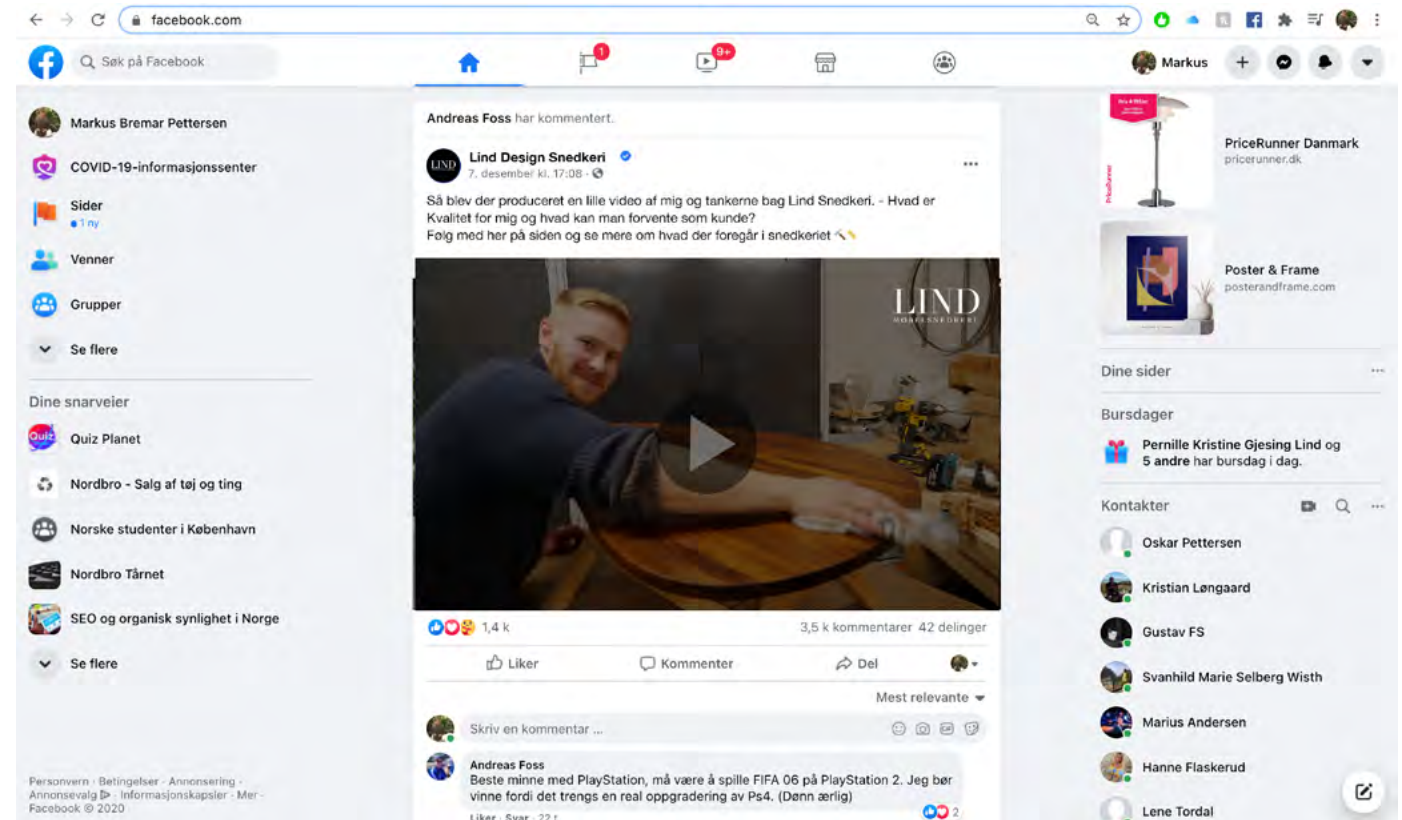 facebook.com
Søk på Facebook
1
9+
Markus
Markus Bremar Pettersen
COVID-19-informasjonssenter
Sider
1 ny
Venner
Grupper
Se flere
Dine snarveier
Quiz
Quiz Planet
Nordbro - Salg af tøj og ting
Norske studenter i København
Nordbro Tårnet
SEO og organisk synlighet i Norge
Se flere
Personvern · Betingelser · Annonsering ·
Annonsevalg · Informasjonskapsler · Mer ·
Facebook © 2020
Andreas Foss har kommentert.
LIND
Lind Design Snedkeri
7. desember kl. 17:08 ·
Så blev der produceret en lille video af mig og tankerne bag Lind Snedkeri. - Hvad er
Kvalitet for mig og hvad kan man forvente som kunde?
Følg med her på siden og se mere om hvad der foregår i snedkeriet
LIND
MØBELSNEDKERI
1,4 k
3,5 k kommentarer 42 delinger
Liker
Kommenter
Del
Mest relevante
Skriv en kommentar ...
GIF
Andreas Foss
Beste minne med PlayStation, må være å spille FIFA 06 på PlayStation 2. Jeg bør
vinne fordi det trengs en real oppgradering av Ps4. (Dønn ærlig)
2
Liker · Svar · 22 t
PriceRunner
PriceRunner Danmark
pricerunner.dk
Poster & Frame
posterandframe.com
Dine sider
Bursdager
Pernille Kristine Gjesing Lind og
5 andre har bursdag i dag.
Kontakter
Oskar Pettersen
Kristian Løngaard
Gustav FS
Svanhild Marie Selberg Wisth
Marius Andersen
Hanne Flaskerud
Lene Tordal